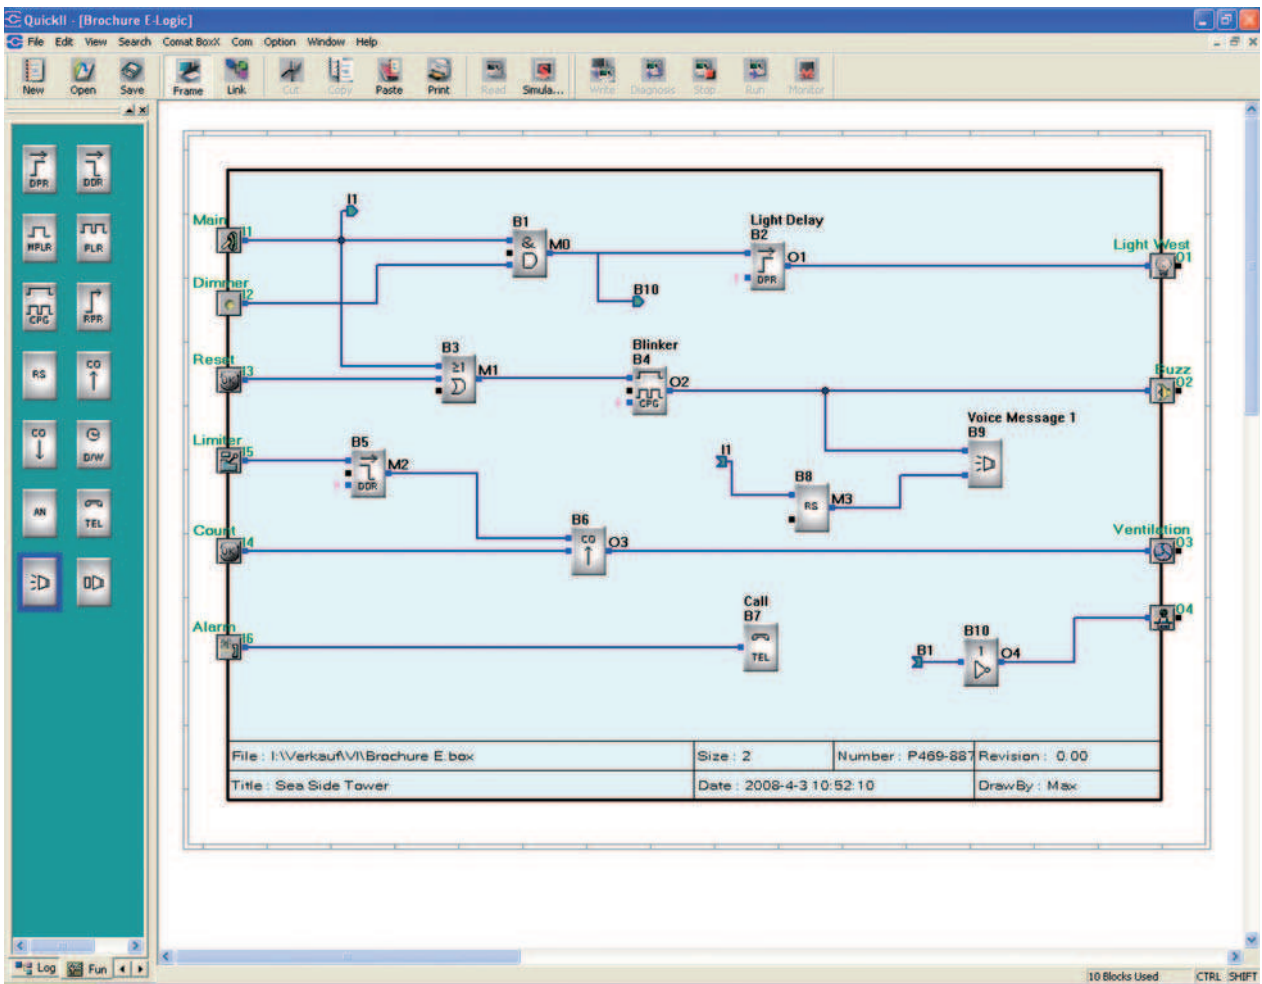 QuickII - [Brochure E-Logic]
File Edit View Search Comat BoxX Com Option Window Help
New Open Save Frame Link Cut Copy Paste Print Read Simula... Write Diagnosis Stop Run Monitor
DPR DDR
MPLR PLR
CPG RPR
RS CO
CO D/W
AN TEL
I1
Main I1
B1
&
M0
Light Delay
B2
DPR
O1
Light West
O1
Dimmer
I2
B10
B3
≥1
M1
Blinker
B4
CPG
O2
Reset
I3
Buzz
O2
Voice Message 1
B9
Limiter
I5
B5
DDR
M2
I1
B8
RS
M3
Count
I4
B6
CO
O3
Ventilation
O3
Call
B7
TEL
Alarm
I6
O4
B1
B10
1
O4
File : I:\Verkauf\VI\Brochure E.box Size : 2 Number : P469-887 Revision : 0.00
Title : Sea Side Tower Date : 2008-4-3 10:52:10 DrawBy : Max
Log Fun
10 Blocks Used CTRL SHIFT